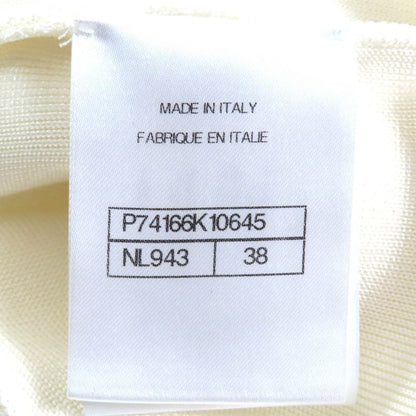 MADE IN ITALY
FABRIQUE EN ITALIE
P74166K10645
NL943 38